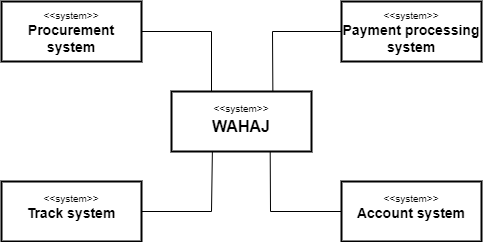 <<system>>
Procurement
system
<<system>>
Payment processing
system
<<system>>
WAHAJ
<<system>>
Track system
<<system>>
Account system